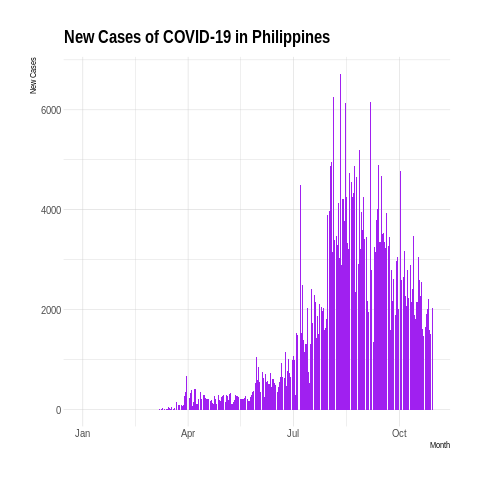 New Cases of COVID-19 in Philippines
New Cases
6000
4000
2000
0
Jan Apr Jul Oct
Month